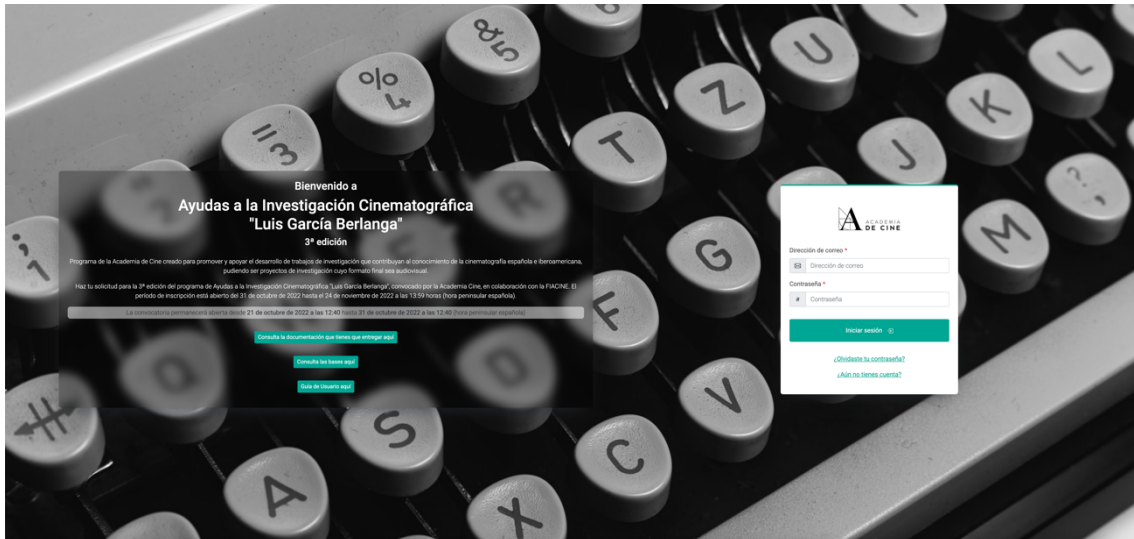 &
5
%
4
=
3
Z
U
L
T
K
J
?
,
;
1
2
R
M
G
F
D
S
V
C
A
X
Bienvenido a
Ayudas a la Investigación Cinematográfica
"Luis García Berlanga"
3ª edición
Programa de la Academia de Cine creado para promover y apoyar el desarrollo de trabajos de investigación que contribuyan al conocimiento de la cinematografía española e iberoamericana,
pudiendo ser proyectos de investigación cuyo formato final sea audiovisual.
Haz tu solicitud para la 3ª edición del programa de Ayudas a la Investigación Cinematográfica "Luis García Berlanga", convocado por la Academia Cine, en colaboración con la FIACINE. El
período de inscripción está abierto del 31 de octubre de 2022 hasta el 24 de noviembre de 2022 a las 13:59 horas (hora peninsular española).
La convocatoria permanecerá abierta desde 21 de octubre de 2022 a las 12:40 hasta 31 de octubre de 2022 a las 12:40 (hora peninsular española)
Consulta la documentación que tienes que entregar aquí
Consulta las bases aquí
Guía de Usuario aquí
ACADEMIA
DE CINE
Dirección de correo *
Dirección de correo
Contraseña *
# Contraseña
Iniciar sesión
¿Olvidaste tu contraseña?
¿Aún no tienes cuenta?